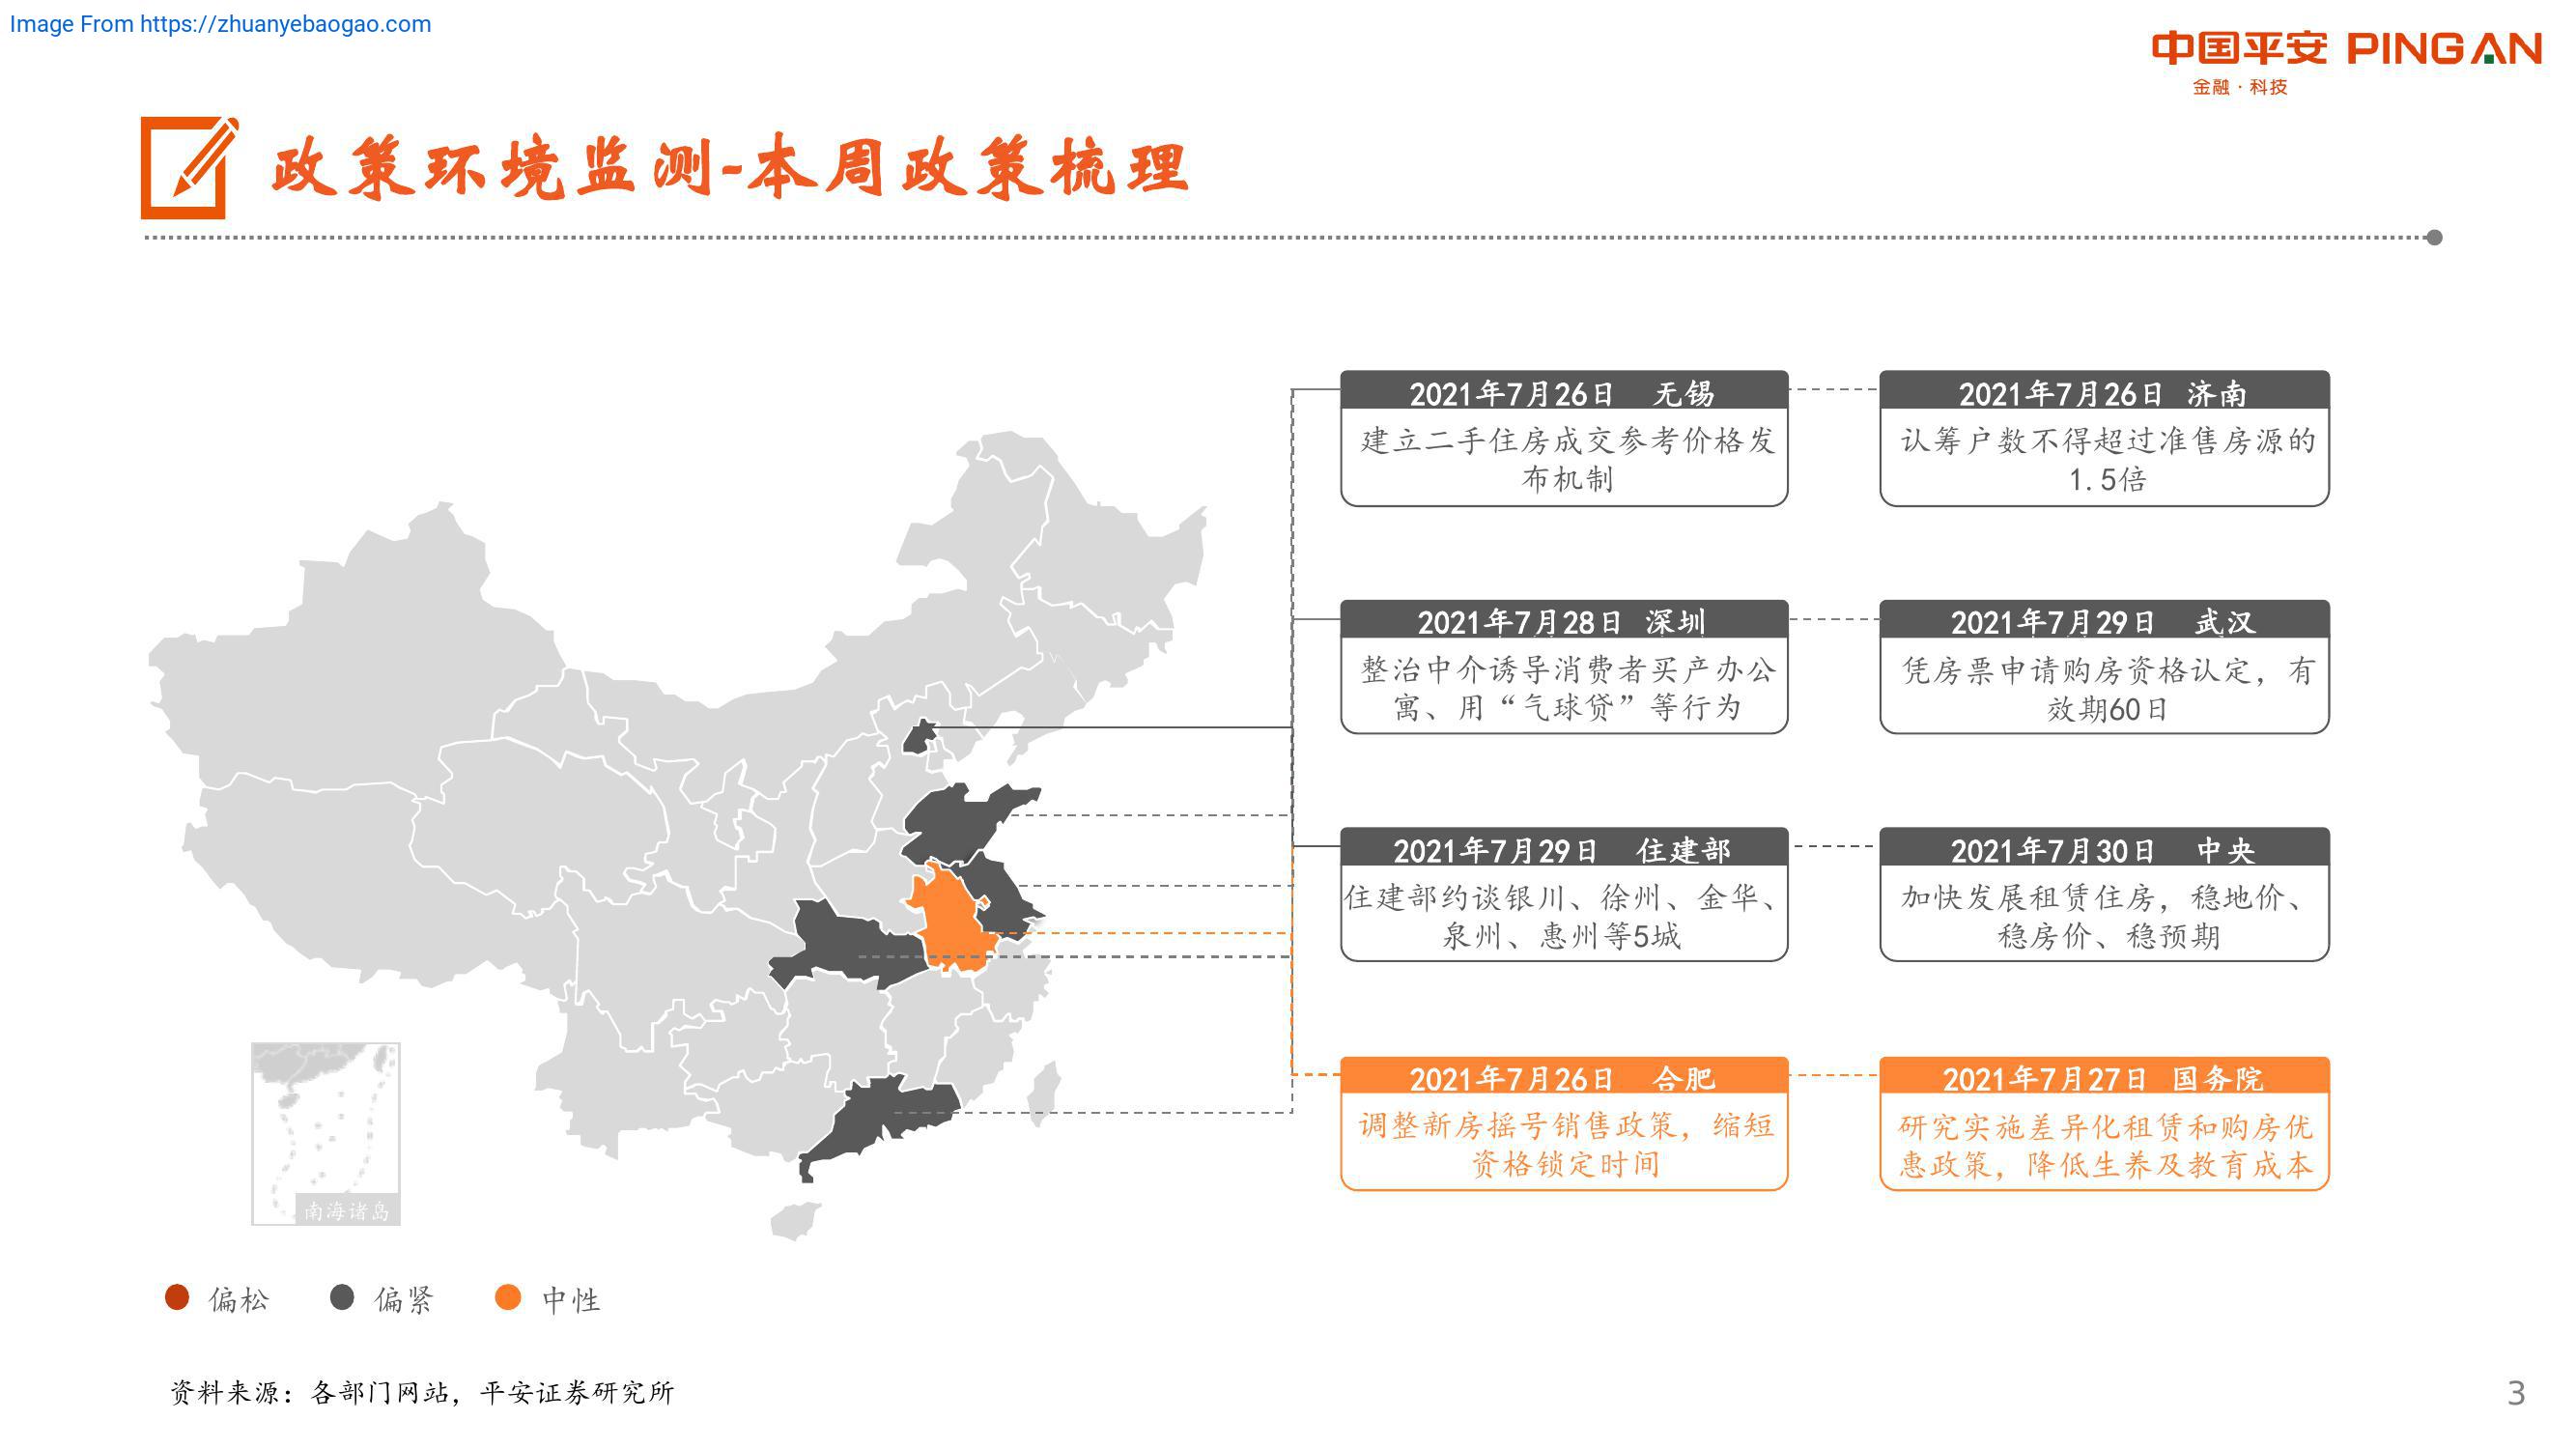 Image From https://zhuanyebaogao.com
中国平安 PINGAN
金融·科技
政策环境监测-本周政策梳理
2021年7月26日 无锡
建立二手住房成交参考价格发
布机制
2021年7月26日 济南
认筹户数不得超过准售房源的
1.5倍
2021年7月28日 深圳
整治中介诱导消费者买产办公
寓、用“气球贷”等行为
2021年7月29日 武汉
凭房票申请购房资格认定，有
效期60日
2021年7月29日 住建部
住建部约谈银川、徐州、金华、
泉州、惠州等5城
2021年7月30日 中央
加快发展租赁住房，稳地价、
稳房价、稳预期
2021年7月26日 合肥
调整新房摇号销售政策，缩短
资格锁定时间
2021年7月27日 国务院
研究实施差异化租赁和购房优
惠政策，降低生养及教育成本
南海诸岛
偏松 偏紧 中性
资料来源：各部门网站，平安证券研究所
3